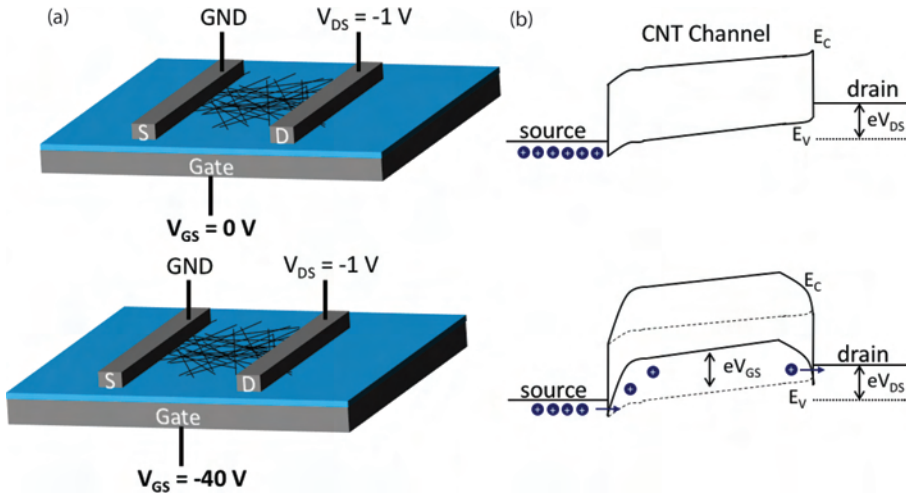 (a)
GND
V_DS = -1 V
S
D
Gate
V_GS = 0 V
GND
V_DS = -1 V
S
D
Gate
V_GS = -40 V
(b)
CNT Channel
E_C
drain
source
eV_DS
E_V
E_C
drain
eV_GS
source
eV_DS
E_V